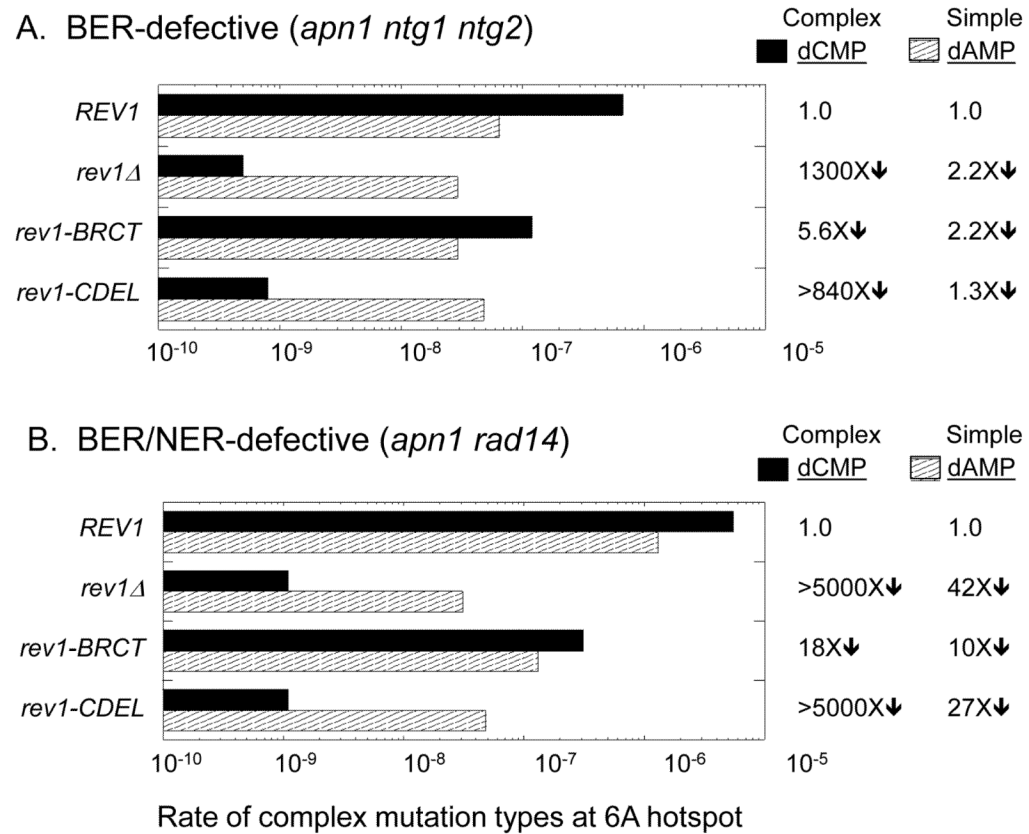 A. BER-defective (apn1 ntg1 ntg2)
Complex Simple
dCMP dAMP
REV1 1.0 1.0
rev1Δ 1300X↓ 2.2X↓
rev1-BRCT 5.6X↓ 2.2X↓
rev1-CDEL >840X↓ 1.3X↓
10-10 10-9 10-8 10-7 10-6 10-5
B. BER/NER-defective (apn1 rad14)
Complex Simple
dCMP dAMP
REV1 1.0 1.0
rev1Δ >5000X↓ 42X↓
rev1-BRCT 18X↓ 10X↓
rev1-CDEL >5000X↓ 27X↓
10-10 10-9 10-8 10-7 10-6 10-5
Rate of complex mutation types at 6A hotspot